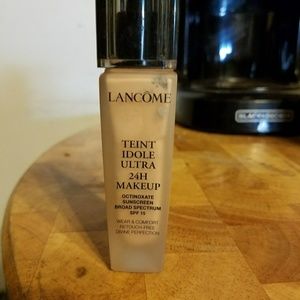 LANCÔME
TEINT
IDOLE
ULTRA
24H
MAKEUP
OCTINOXATE
SUNSCREEN
BROAD SPECTRUM
SPF 15
WEAR & COMFORT
RETOUCH-FREE
DIVINE PERFECTION
BLACK+DECKER